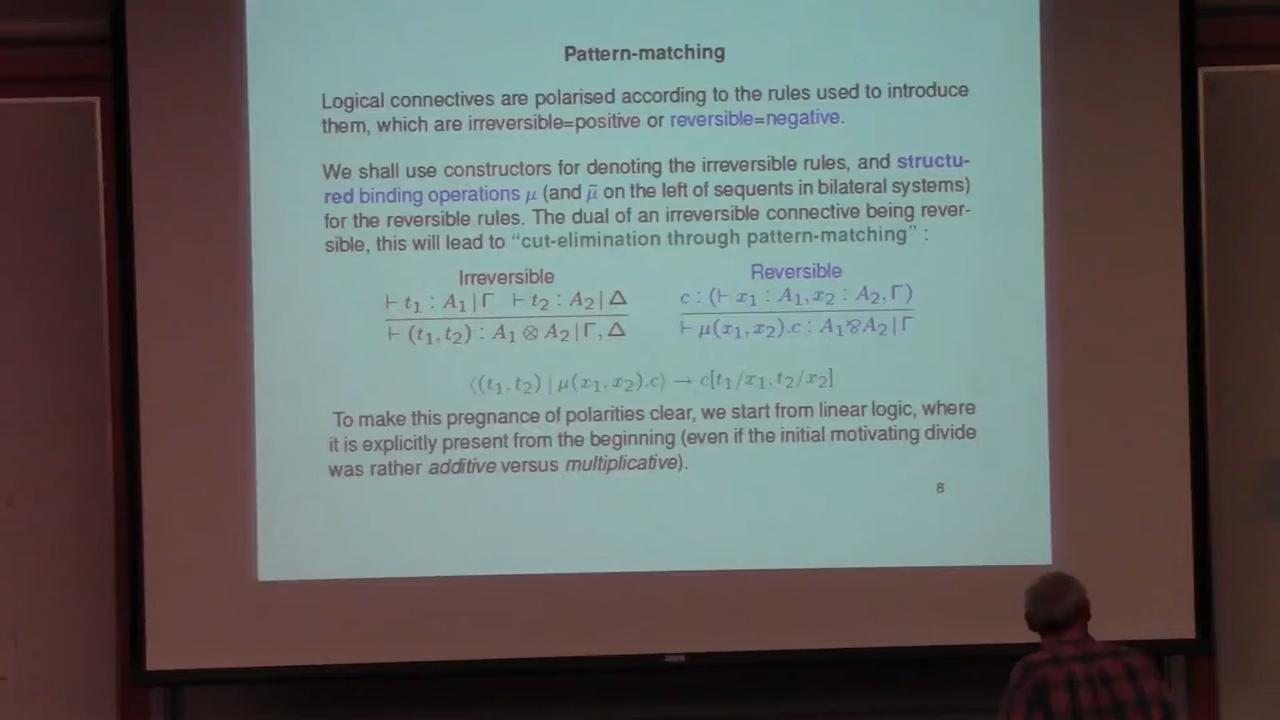 Pattern-matching
Logical connectives are polarised according to the rules used to introduce
them, which are irreversible=positive or reversible=negative.
We shall use constructors for denoting the irreversible rules, and structu-
red binding operations μ (and μ̃ on the left of sequents in bilateral systems)
for the reversible rules. The dual of an irreversible connective being rever-
sible, this will lead to “cut-elimination through pattern-matching” :
Irreversible Reversible
⊢ t₁ : A₁ | Γ ⊢ t₂ : A₂ | Δ c : (⊢ x₁ : A₁, x₂ : A₂, Γ)
⊢ (t₁, t₂) : A₁ ⊗ A₂ | Γ, Δ ⊢ μ(x₁, x₂).c : A₁⅋A₂ | Γ
⟨(t₁, t₂) | μ(x₁, x₂).c⟩ → c[t₁/x₁, t₂/x₂]
To make this pregnance of polarities clear, we start from linear logic, where
it is explicitly present from the beginning (even if the initial motivating divide
was rather additive versus multiplicative).
8